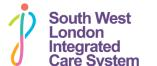 South West
London
Integrated
Care System